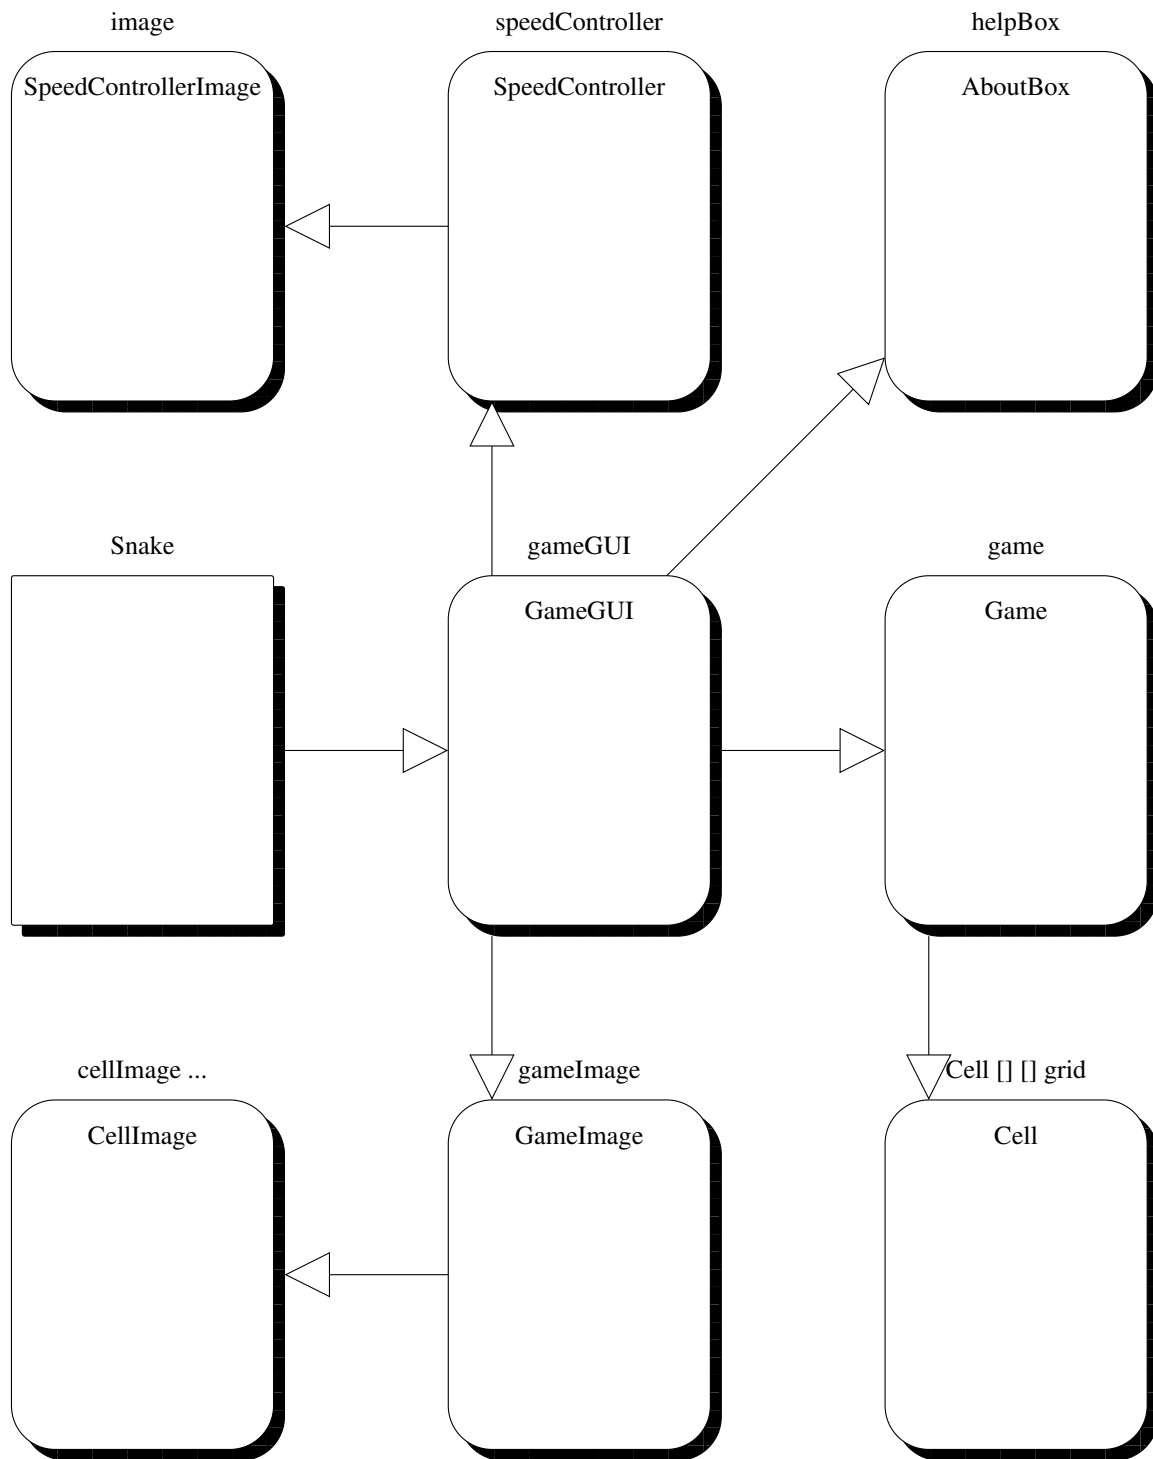 image
speedController
helpBox
SpeedControllerImage
SpeedController
AboutBox
Snake
gameGUI
game
GameGUI
Game
cellImage ...
gameImage
Cell [] [] grid
CellImage
GameImage
Cell